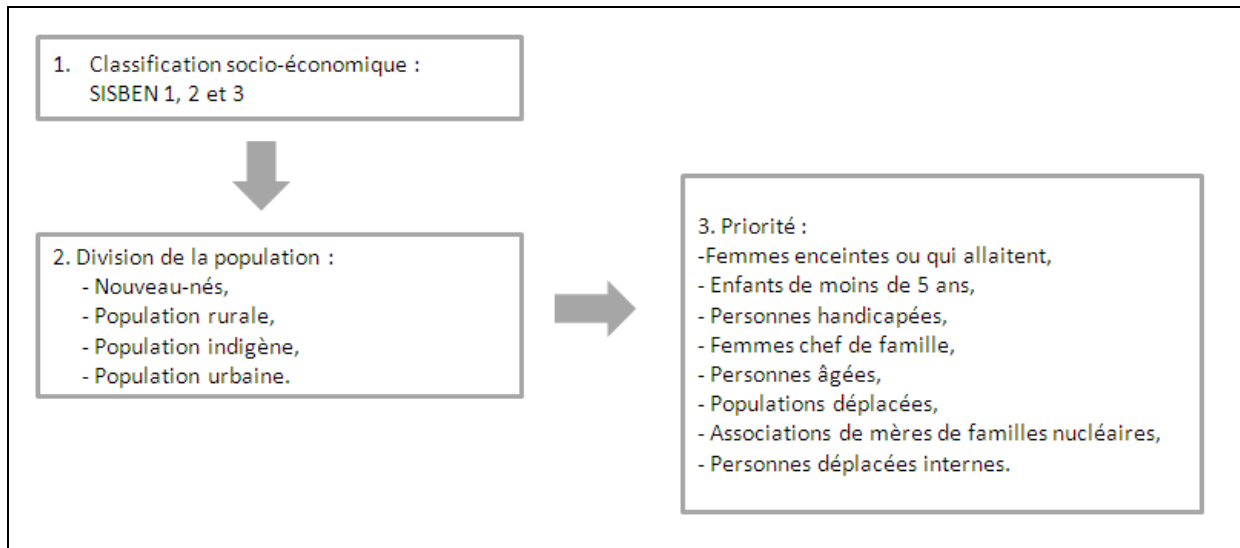 1. Classification socio-économique :
SISBEN 1, 2 et 3
2. Division de la population :
- Nouveau-nés,
- Population rurale,
- Population indigène,
- Population urbaine.
3. Priorité :
-Femmes enceintes ou qui allaitent,
- Enfants de moins de 5 ans,
- Personnes handicapées,
- Femmes chef de famille,
- Personnes âgées,
- Populations déplacées,
- Associations de mères de familles nucléaires,
- Personnes déplacées internes.